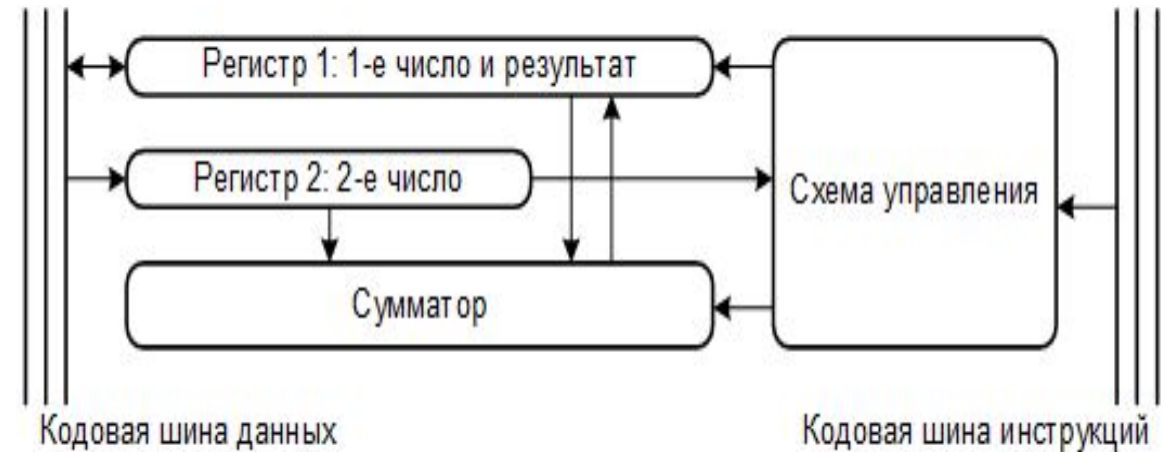 Регистр 1: 1-е число и результат
Регистр 2: 2-е число
Схема управления
Сумматор
Кодовая шина данных
Кодовая шина инструкций